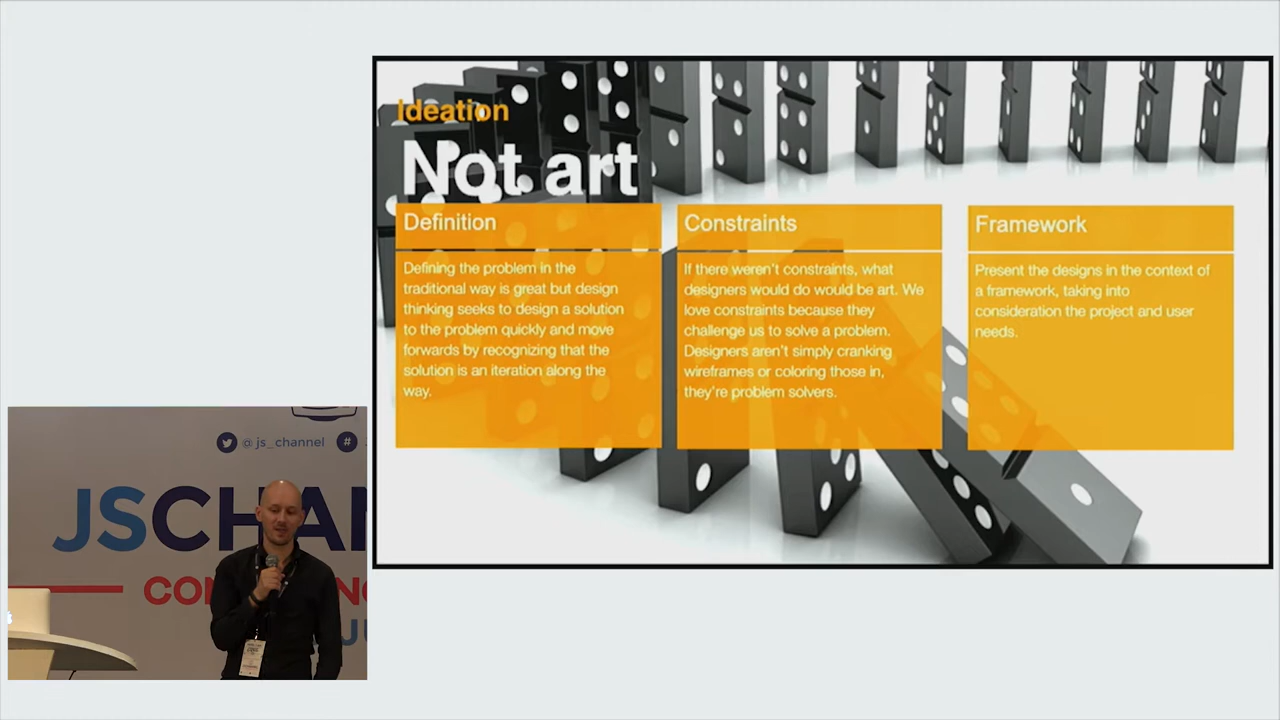 Ideation
Not art
Definition
Defining the problem in the
traditional way is great but design
thinking seeks to design a solution
to the problem quickly and move
forwards by recognizing that the
solution is an iteration along the
way.
Constraints
If there weren't constraints, what
designers would do would be art. We
love constraints because they
challenge us to solve a problem.
Designers aren't simply cranking
wireframes or coloring those in,
they're problem solvers.
Framework
Present the designs in the context of
a framework, taking into
consideration the project and user
needs.
@js_channel #
JSCHAN
CON
JU